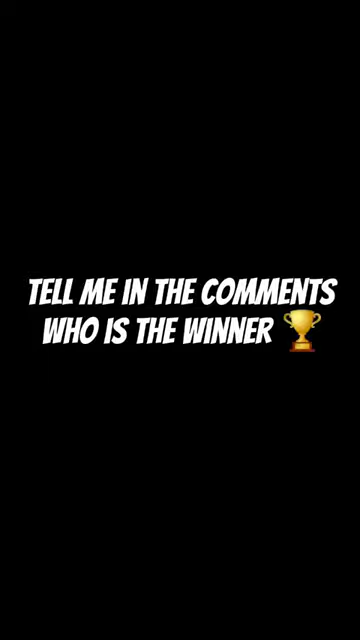 TELL ME IN THE COMMENTS
WHO IS THE WINNER 🏆